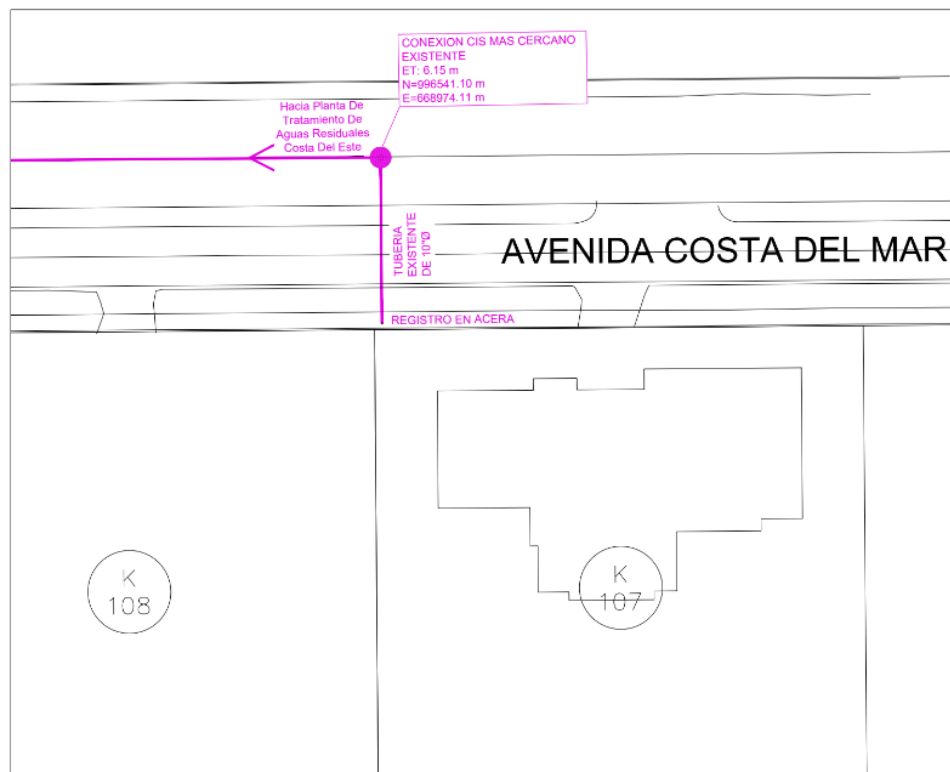 CONEXION CIS MAS CERCANO
EXISTENTE
ET: 6.15 m
N=996541.10 m
E=668974.11 m
Hacia Planta De
Tratamiento De
Aguas Residuales
Costa Del Este
TUBERIA
EXISTENTE
DE 10"Ø
AVENIDA COSTA DEL MAR
REGISTRO EN ACERA
K
108
K
107